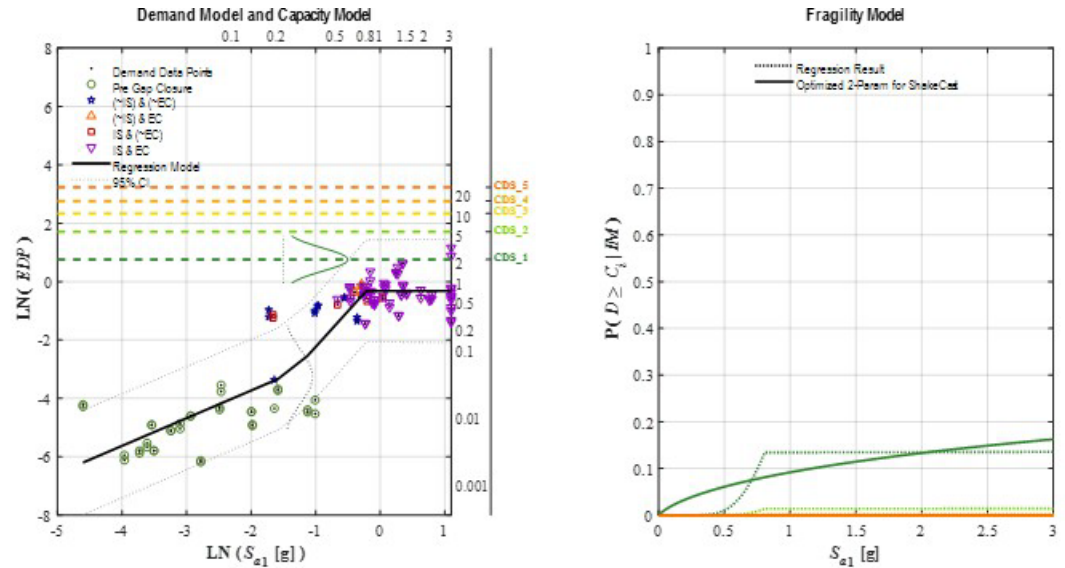 Demand Model and Capacity Model
0.1 0.2 0.5 0.81 1.5 2 3
8
6
4
2
0
-2
-4
-6
-8
LN( EDP )
Demand Data Points
Pre Gap Closure
(~IS) & (~EC)
(~IS) & EC
IS & (~EC)
IS & EC
Regression Model
95% CI
CDS_5
CDS_4
CDS_3
CDS_2
CDS_1
20
10
5
2
1
0.5
0.2
0.1
0.01
0.001
-5 -4 -3 -2 -1 0 1
LN (Sa1 [g])
Fragility Model
1
0.9
0.8
0.7
0.6
0.5
0.4
0.3
0.2
0.1
0
P( D ≥ Ci | IM )
Regression Result
Optimized 2-Param for ShakeCast
0 0.5 1 1.5 2 2.5 3
Sa1 [g]